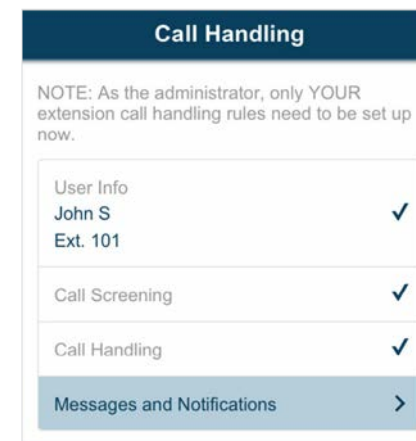 Call Handling
NOTE: As the administrator, only YOUR
extension call handling rules need to be set up
now.
User Info
John S
Ext. 101
Call Screening
Call Handling
Messages and Notifications